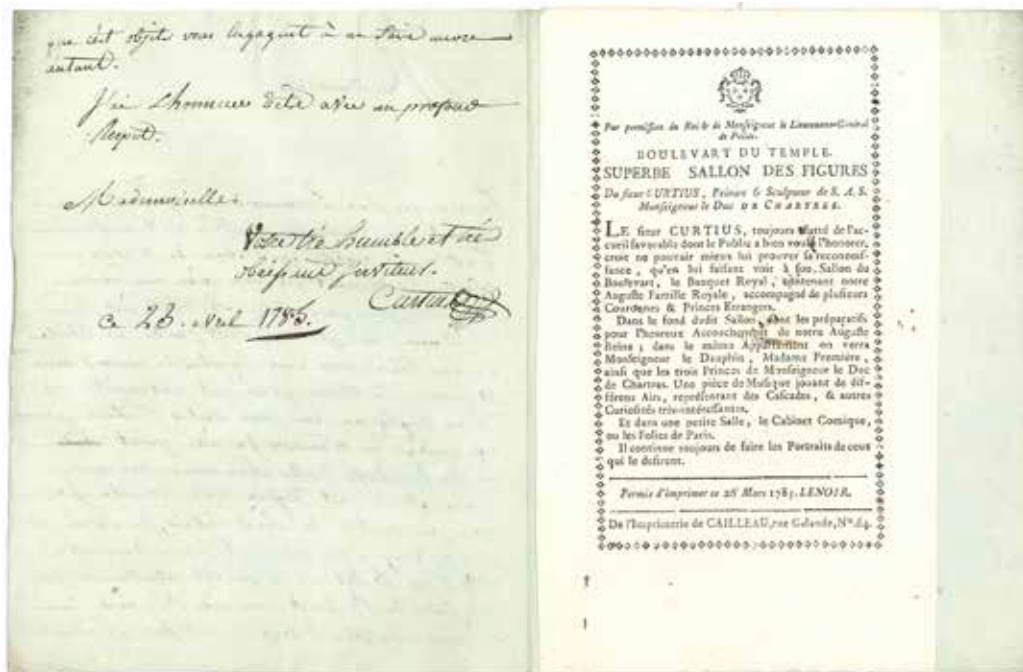 que cest objets vous engagent à en faire
autant.
J'ai Lhonneur d'etre avec un profond
Respect.
Mademoiselle.
Votre très humble et très
obéissant serviteur.
Curtius
Ce 23. avril 1785.
Par permission du Roi & de Monseigneur le Lieutenant-Général
de Police.
BOULEVART DU TEMPLE.
SUPERBE SALLON DES FIGURES
Du sieur CURTIUS, Peintre & Sculpteur de S. A. S.
Monseigneur le Duc DE CHARTRES.
LE sieur CURTIUS, toujours flatté de l'ac-
cueil favorable dont le Public a bien voulu l'honorer,
croit ne pouvoir mieux lui prouver sa reconnois-
sance, qu'en lui faisant voir à son Sallon du
Boulevart, le Banquet Royal, contenant notre
Auguste Famille Royale, accompagné de plusieurs
Couronnes & Princes Etrangers.
Dans le fond dudit Sallon, sont les préparatifs
pour l'heureux Accouchement de notre Auguste
Reine; dans le même Appartement on verra
Monseigneur le Dauphin, Madame Première,
ainsi que les trois Princes de Monseigneur le Duc
de Chartres. Une pièce de Musique jouant de dif-
férens Airs, représentant des Cascades, & autres
Curiosités très-intéressantes.
Et dans une petite Salle, le Cabinet Comique,
ou les Folies de Paris.
Il continue toujours de faire les Portraits de ceux
qui le desirent.
Permis d'imprimer ce 26 Mars 1785. LENOIR.
De l'Imprimerie de CAILLEAU, rue Galande, N°. 64.